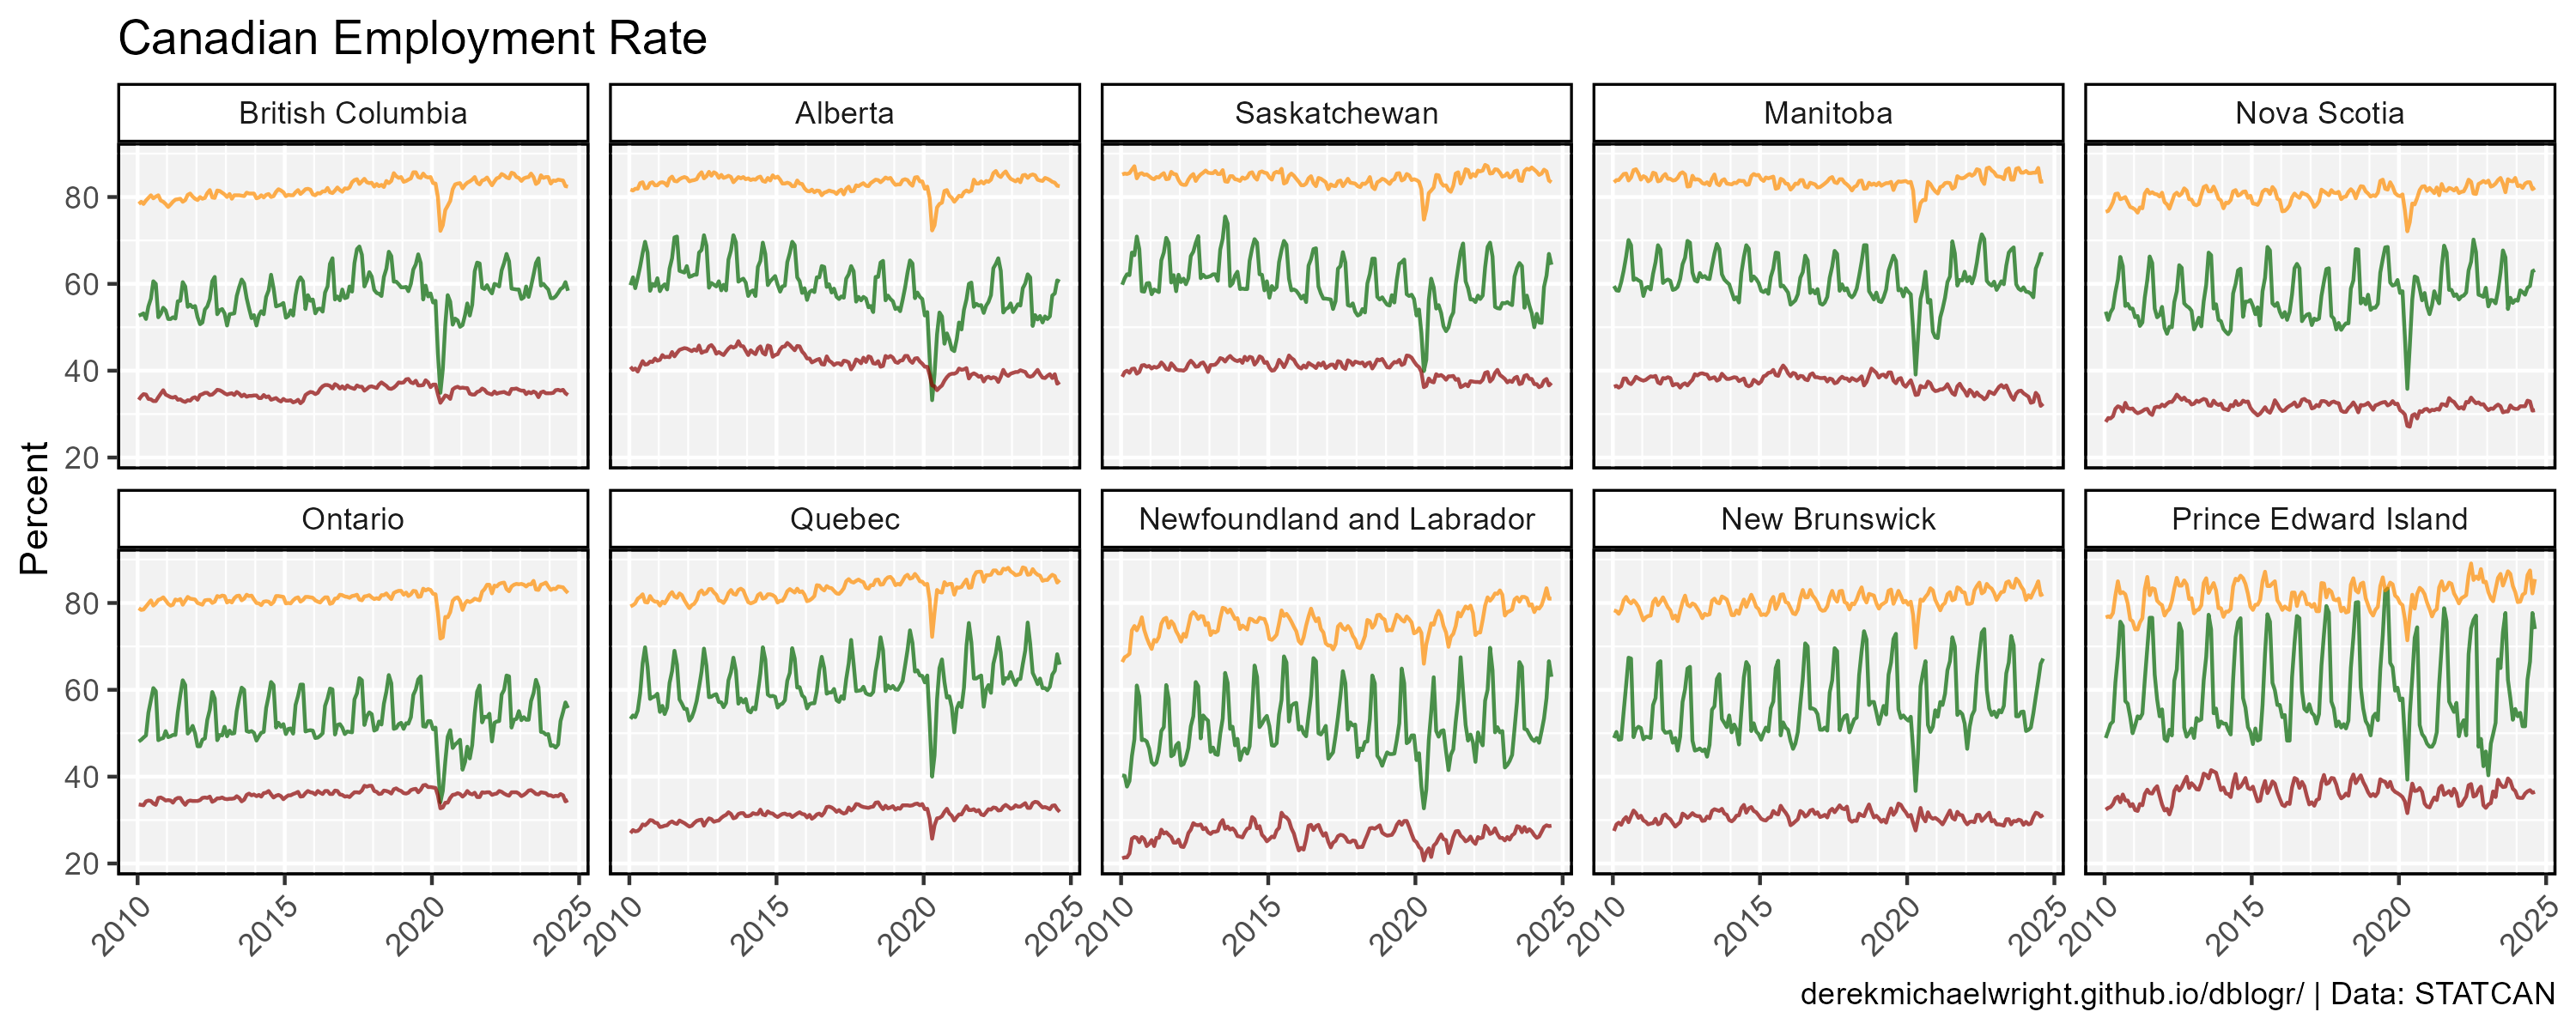 Canadian Employment Rate
British Columbia Alberta Saskatchewan Manitoba Nova Scotia
80
60
40
20
Percent
Ontario Quebec Newfoundland and Labrador New Brunswick Prince Edward Island
80
60
40
20
2010 2015 2020 2025 2010 2015 2020 2025 2010 2015 2020 2025 2010 2015 2020 2025 2010 2015 2020 2025
derekmichaelwright.github.io/dblogr/ | Data: STATCAN